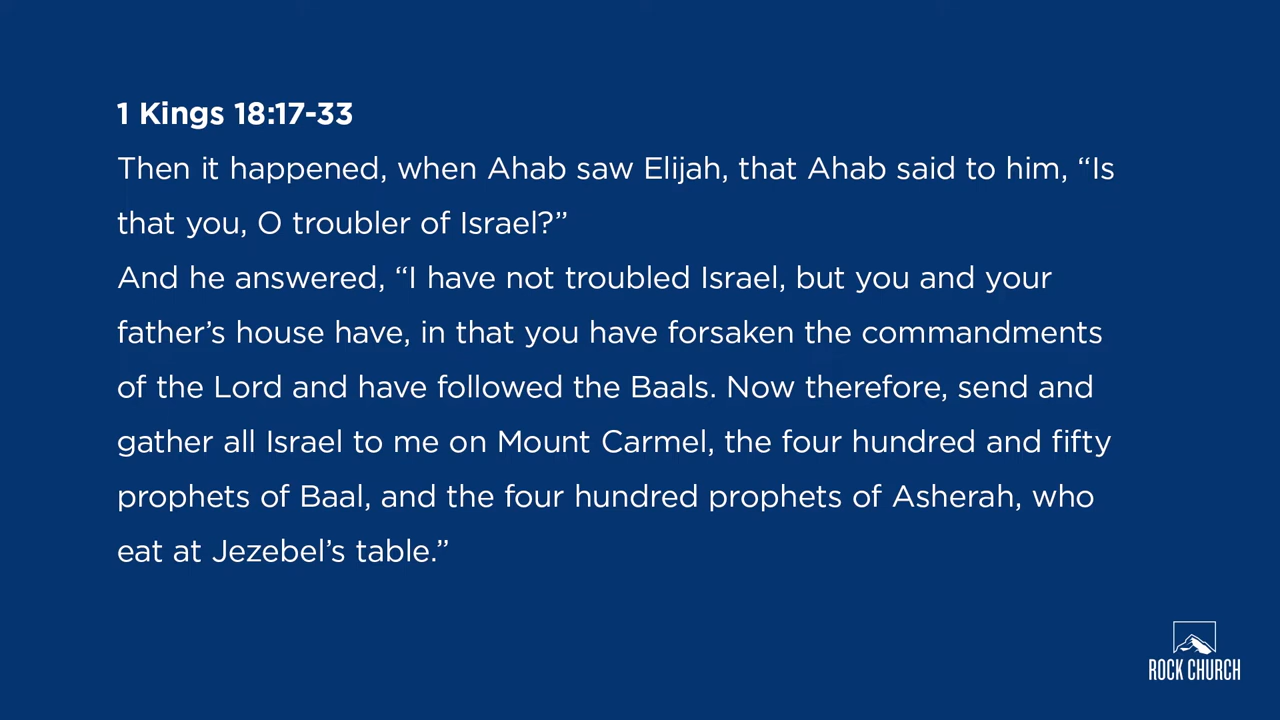 1 Kings 18:17-33
Then it happened, when Ahab saw Elijah, that Ahab said to him, “Is
that you, O troubler of Israel?”
And he answered, “I have not troubled Israel, but you and your
father’s house have, in that you have forsaken the commandments
of the Lord and have followed the Baals. Now therefore, send and
gather all Israel to me on Mount Carmel, the four hundred and fifty
prophets of Baal, and the four hundred prophets of Asherah, who
eat at Jezebel’s table.”
ROCK CHURCH